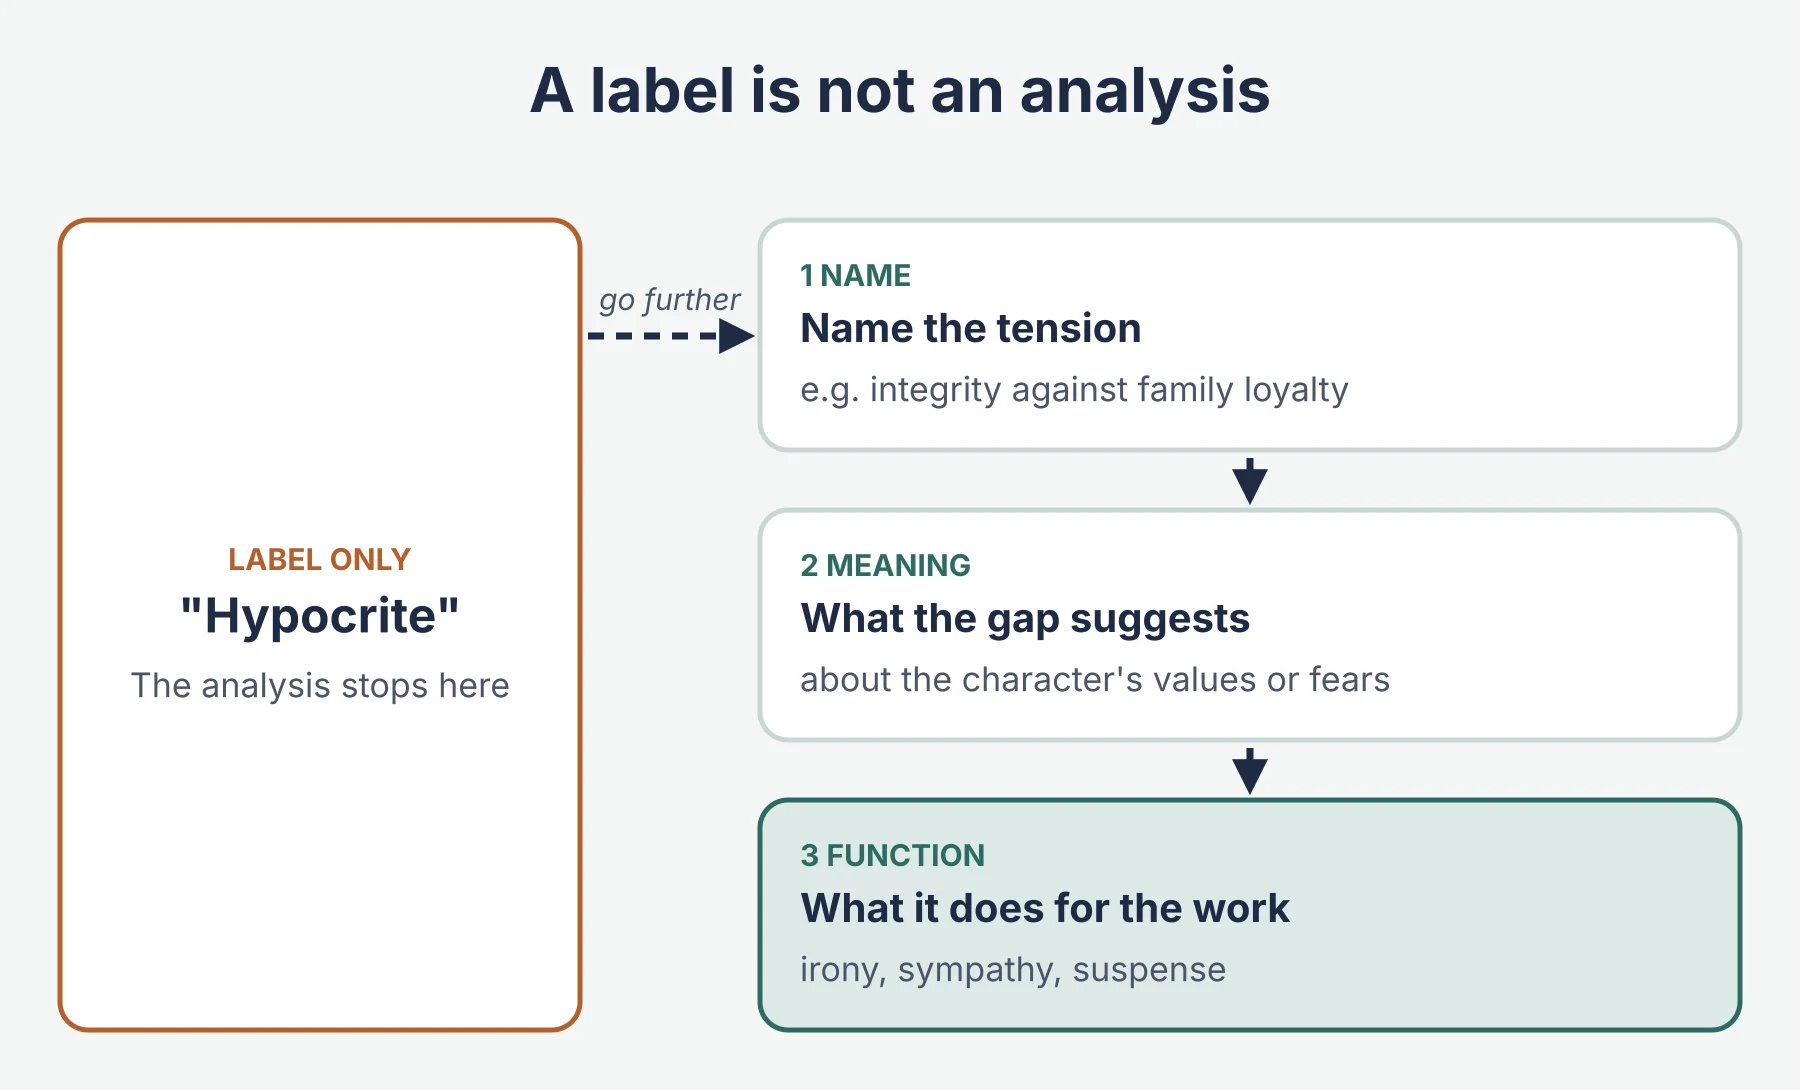 A label is not an analysis
LABEL ONLY
"Hypocrite"
The analysis stops here
go further
1 NAME
Name the tension
e.g. integrity against family loyalty
2 MEANING
What the gap suggests
about the character's values or fears
3 FUNCTION
What it does for the work
irony, sympathy, suspense